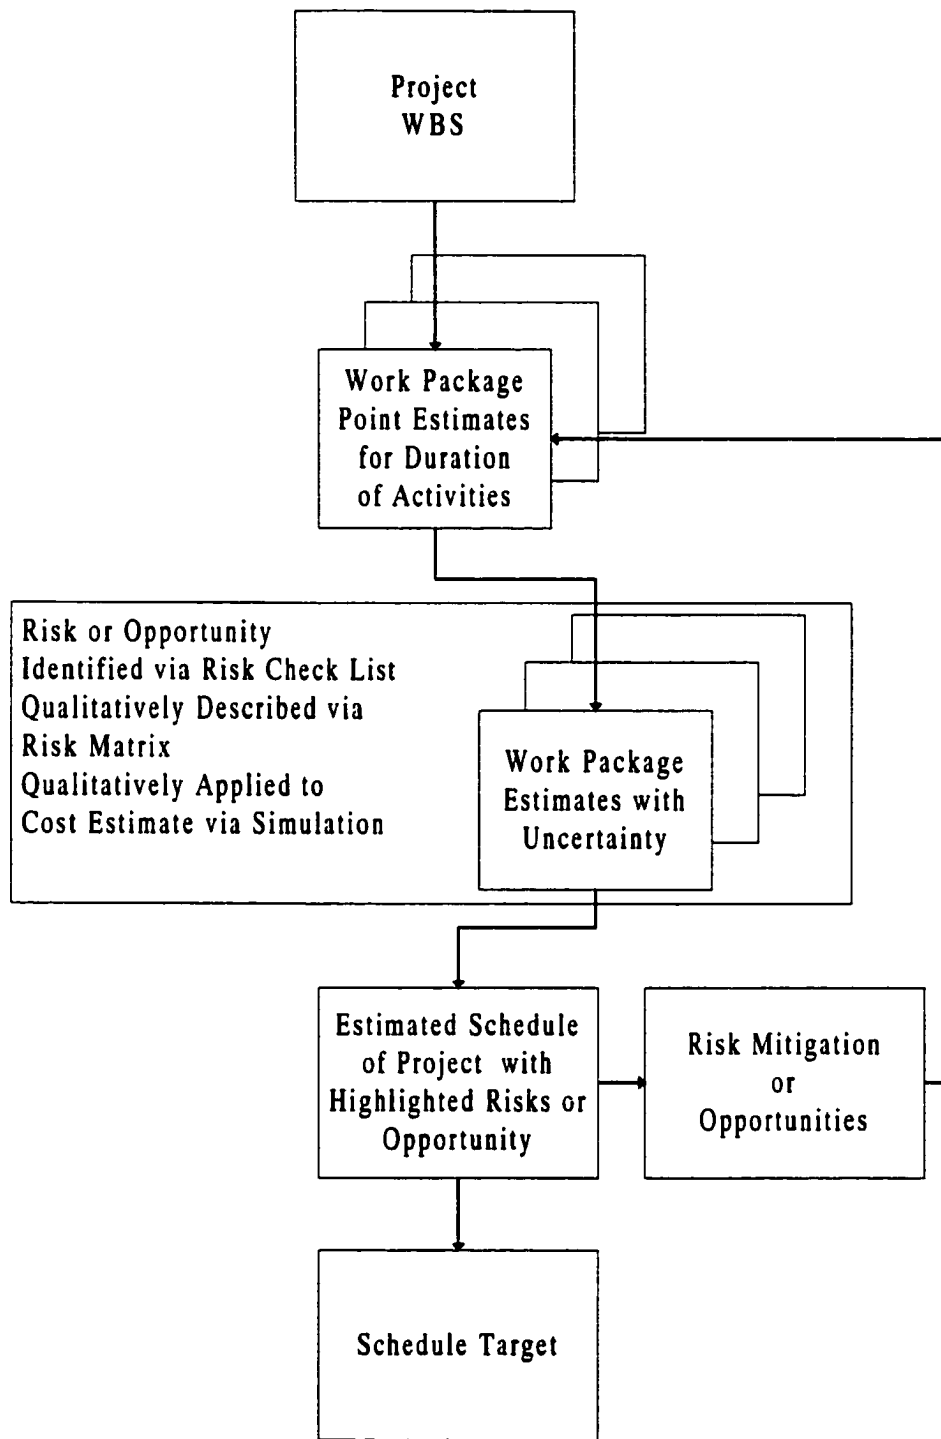 Project
WBS
Work Package
Point Estimates
for Duration
of Activities
Risk or Opportunity
Identified via Risk Check List
Qualitatively Described via
Risk Matrix
Qualitatively Applied to
Cost Estimate via Simulation
Work Package
Estimates with
Uncertainty
Estimated Schedule
of Project with
Highlighted Risks or
Opportunity
Risk Mitigation
or
Opportunities
Schedule Target